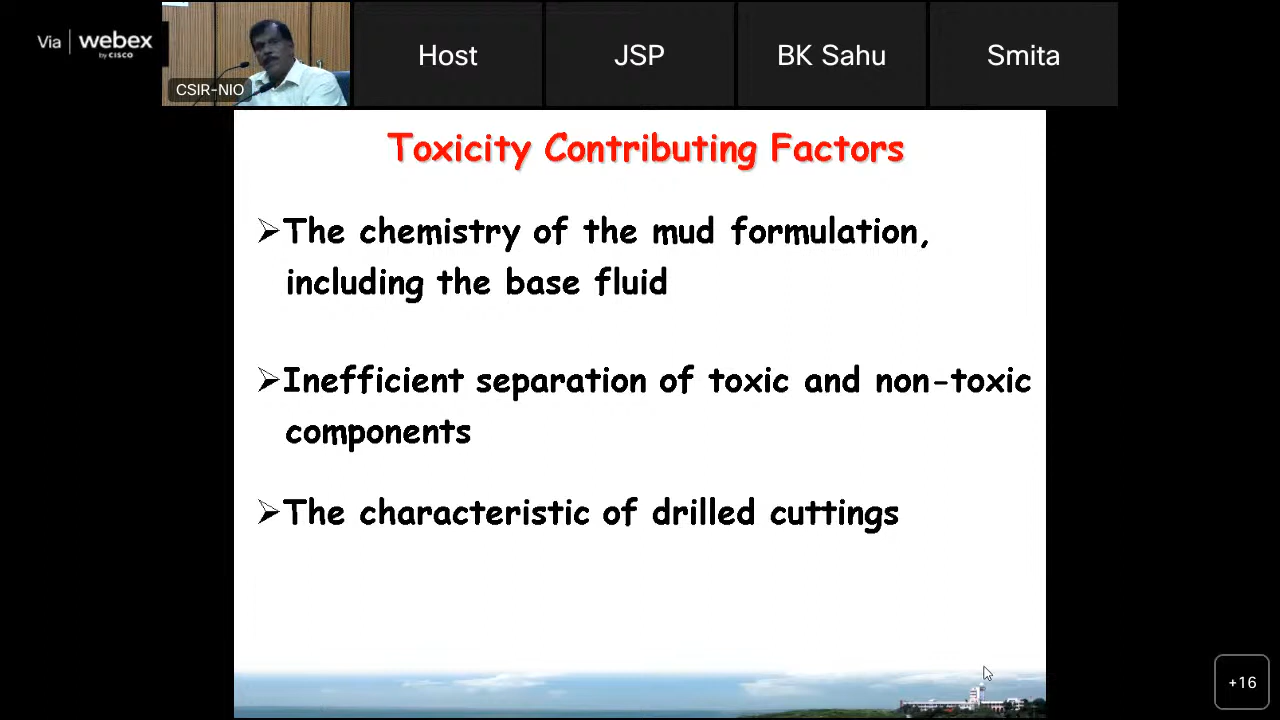 Via webex
by CISCO
CSIR-NIO
Host
JSP
BK Sahu
Smita
Toxicity Contributing Factors
➢The chemistry of the mud formulation,
including the base fluid
➢Inefficient separation of toxic and non-toxic
components
➢The characteristic of drilled cuttings
+16